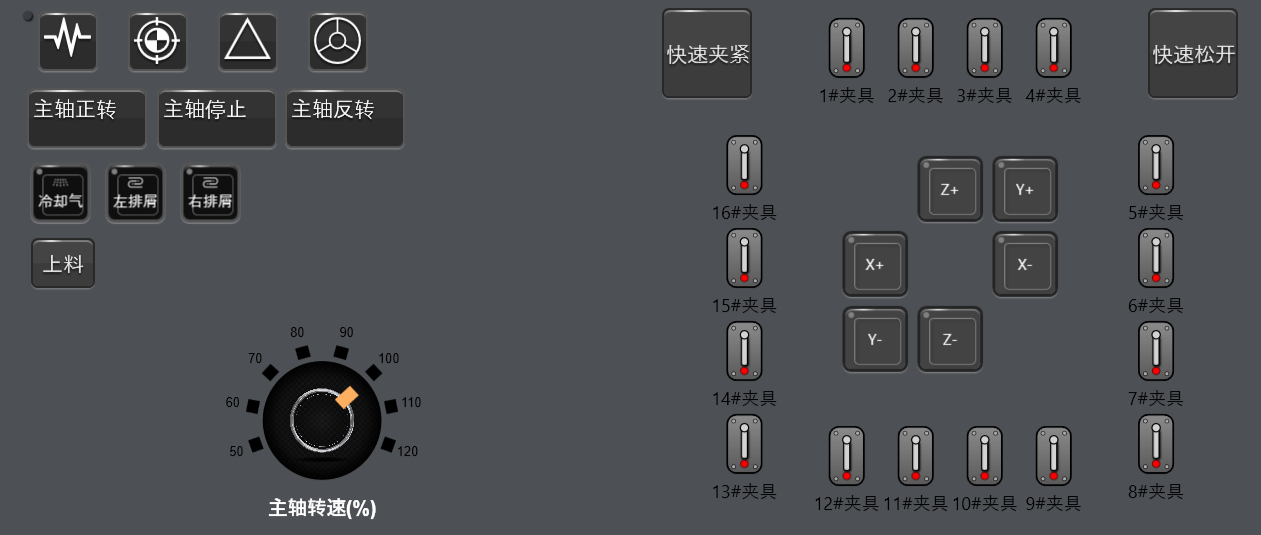 快速夹紧
快速松开
1#夹具
2#夹具
3#夹具
4#夹具
主轴正转
主轴停止
主轴反转
冷却气
左排屑
右排屑
上料
16#夹具
Z+
Y+
5#夹具
15#夹具
X+
X-
6#夹具
14#夹具
Y-
Z-
7#夹具
13#夹具
12#夹具
11#夹具
10#夹具
9#夹具
8#夹具
80
90
70
100
60
110
50
120
主轴转速(%)